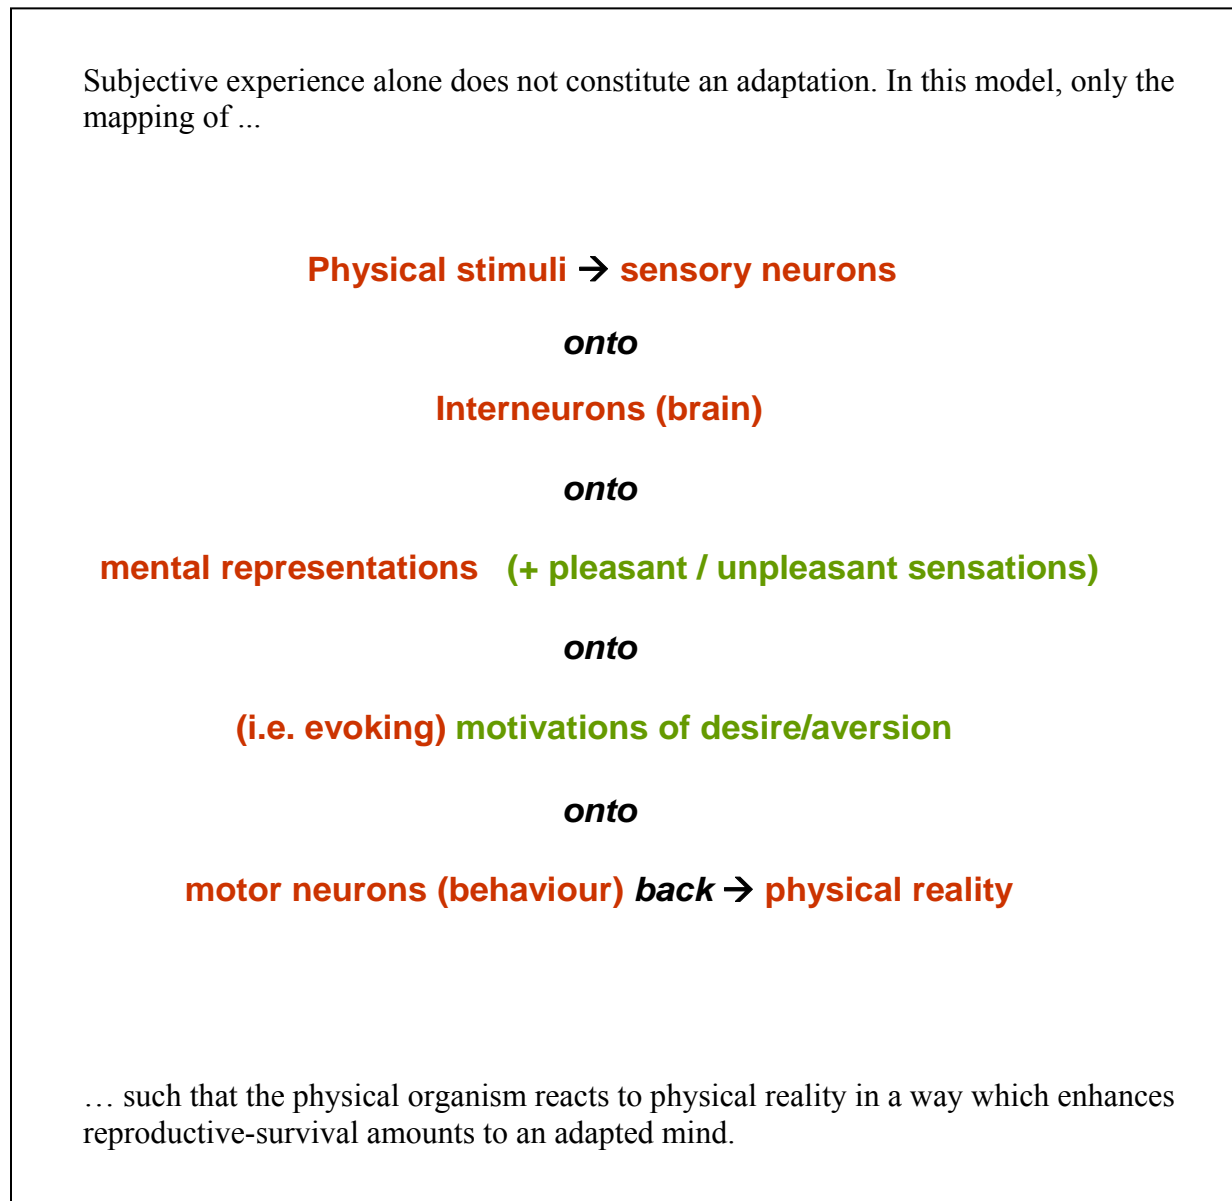 Subjective experience alone does not constitute an adaptation. In this model, only the
mapping of ...
Physical stimuli → sensory neurons
onto
Interneurons (brain)
onto
mental representations (+ pleasant / unpleasant sensations)
onto
(i.e. evoking) motivations of desire/aversion
onto
motor neurons (behaviour) back → physical reality
… such that the physical organism reacts to physical reality in a way which enhances
reproductive-survival amounts to an adapted mind.